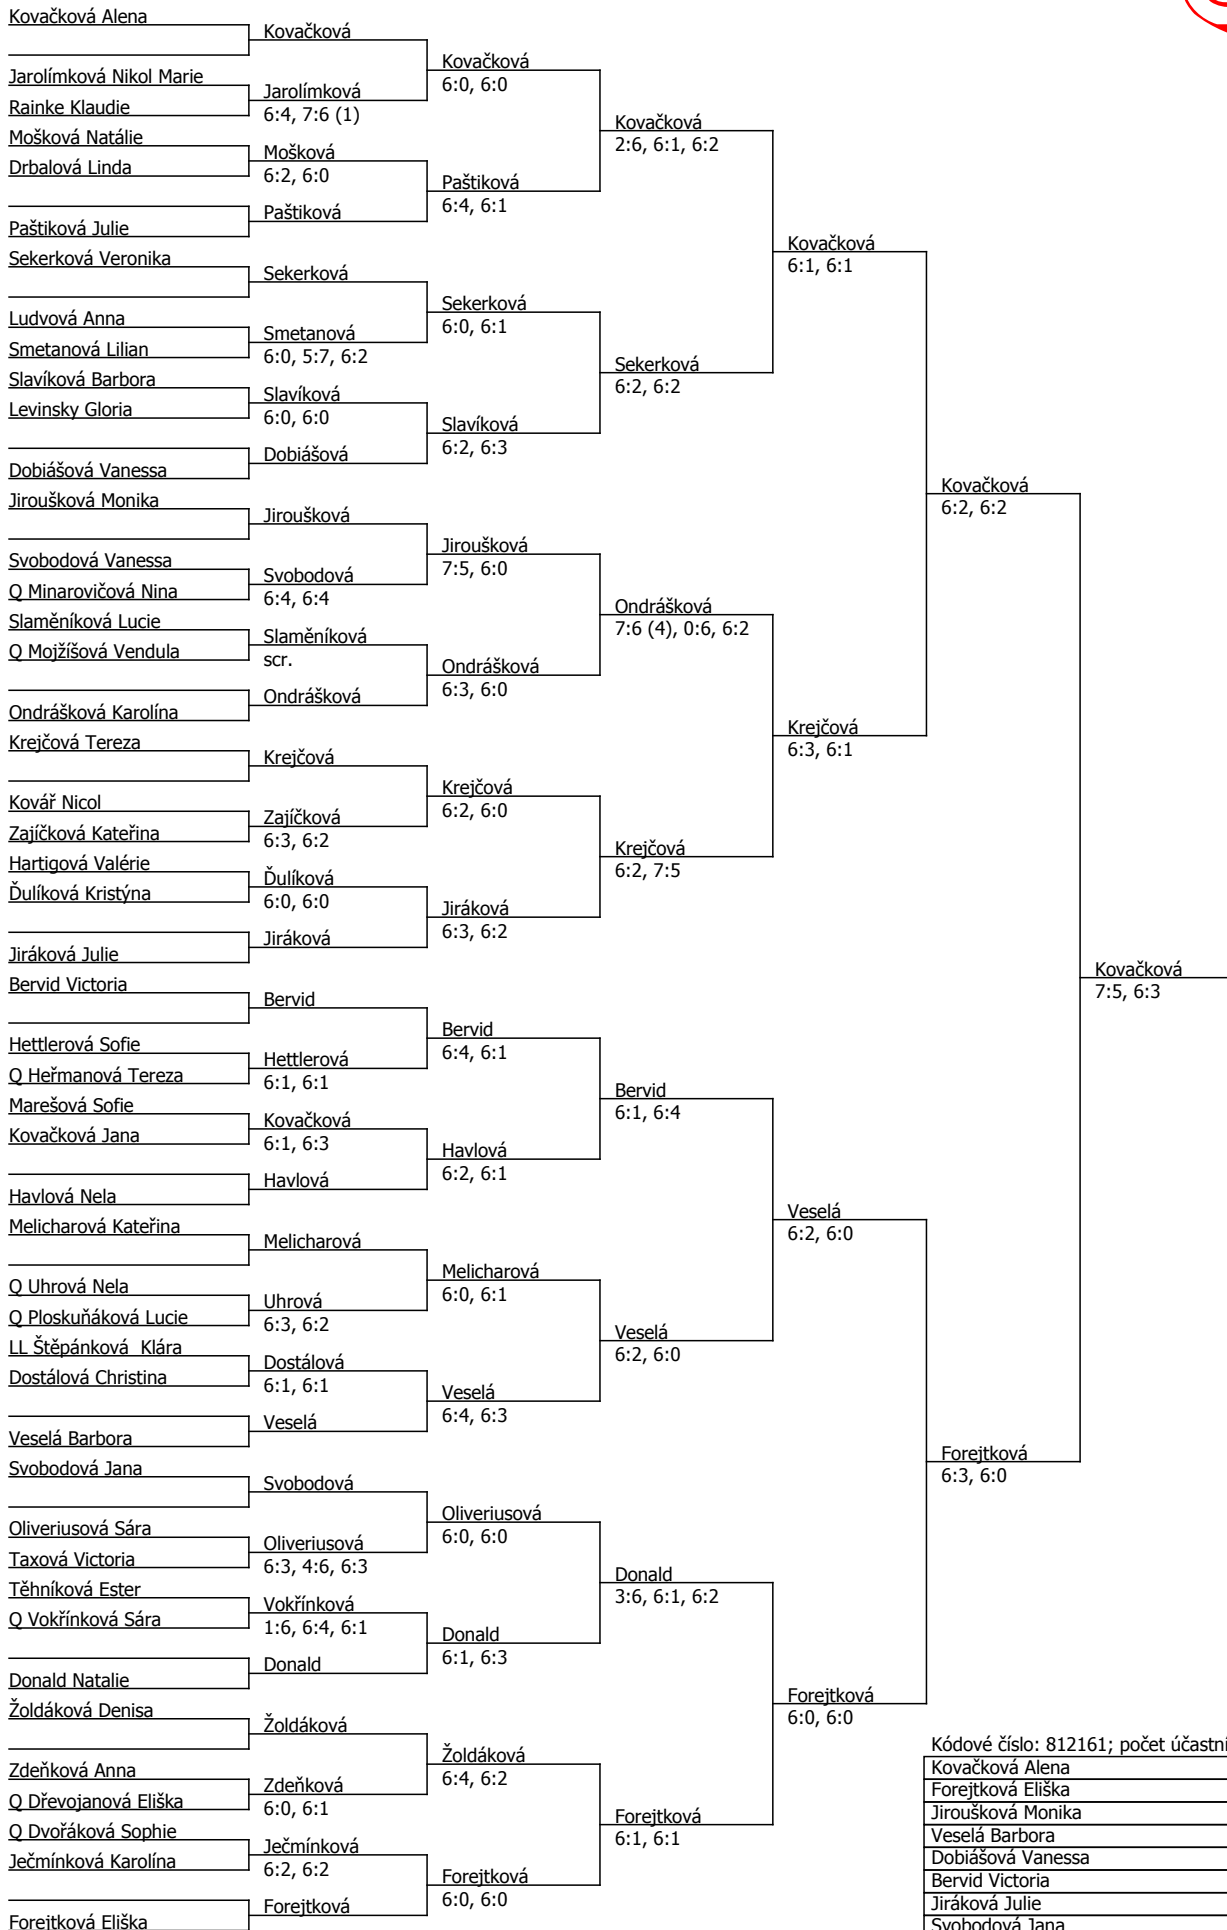 Kovačková Alena
Jarolímková Nikol Marie
Rainke Klaudie
Mošková Natálie
Drbalová Linda
Paštiková Julie
Sekerková Veronika
Ludvová Anna
Smetanová Lilian
Slavíková Barbora
Levinsky Gloria
Dobiášová Vanessa
Jiroušková Monika
Svobodová Vanessa
Q Minarovičová Nina
Slaměníková Lucie
Q Mojžíšová Vendula
Ondrášková Karolína
Krejčová Tereza
Kovář Nicol
Zajíčková Kateřina
Hartigová Valérie
Ďulíková Kristýna
Jiráková Julie
Bervid Victoria
Hettlerová Sofie
Q Heřmanová Tereza
Marešová Sofie
Kovačková Jana
Havlová Nela
Melicharová Kateřina
Q Uhrová Nela
Q Ploskuňáková Lucie
LL Štěpánková  Klára
Dostálová Christina
Veselá Barbora
Svobodová Jana
Oliveriusová Sára
Taxová Victoria
Těhníková Ester
Q Vokřínková Sára
Donald Natalie
Žoldáková Denisa
Zdeňková Anna
Q Dřevojanová Eliška
Q Dvořáková Sophie
Ječmínková Karolína
Forejtková Eliška
Kovačková
Jarolímková
6:4, 7:6 (1)
Mošková
6:2, 6:0
Paštiková
Sekerková
Smetanová
6:0, 5:7, 6:2
Slavíková
6:0, 6:0
Dobiášová
Jiroušková
Svobodová
6:4, 6:4
Slaměníková
scr.
Ondrášková
Krejčová
Zajíčková
6:3, 6:2
Ďulíková
6:0, 6:0
Jiráková
Bervid
Hettlerová
6:1, 6:1
Kovačková
6:1, 6:3
Havlová
Melicharová
Uhrová
6:3, 6:2
Dostálová
6:1, 6:1
Veselá
Svobodová
Oliveriusová
6:3, 4:6, 6:3
Vokřínková
1:6, 6:4, 6:1
Donald
Žoldáková
Zdeňková
6:0, 6:1
Ječmínková
6:2, 6:2
Forejtková
Kovačková
6:0, 6:0
Paštiková
6:4, 6:1
Sekerková
6:0, 6:1
Slavíková
6:2, 6:3
Jiroušková
7:5, 6:0
Ondrášková
6:3, 6:0
Krejčová
6:2, 6:0
Jiráková
6:3, 6:2
Bervid
6:4, 6:1
Havlová
6:2, 6:1
Melicharová
6:0, 6:1
Veselá
6:4, 6:3
Oliveriusová
6:0, 6:0
Donald
6:1, 6:3
Žoldáková
6:4, 6:2
Forejtková
6:0, 6:0
Kovačková
2:6, 6:1, 6:2
Sekerková
6:2, 6:2
Ondrášková
7:6 (4), 0:6, 6:2
Krejčová
6:2, 7:5
Bervid
6:1, 6:4
Veselá
6:2, 6:0
Donald
3:6, 6:1, 6:2
Forejtková
6:1, 6:1
Kovačková
6:1, 6:1
Krejčová
6:3, 6:1
Veselá
6:2, 6:0
Forejtková
6:0, 6:0
Kovačková
6:2, 6:2
Forejtková
6:3, 6:0
Kovačková
7:5, 6:3
Kódové číslo: 812161; počet účastní
Kovačková Alena
Forejtková Eliška
Jiroušková Monika
Veselá Barbora
Dobiášová Vanessa
Bervid Victoria
Jiráková Julie
Svobodová Jana